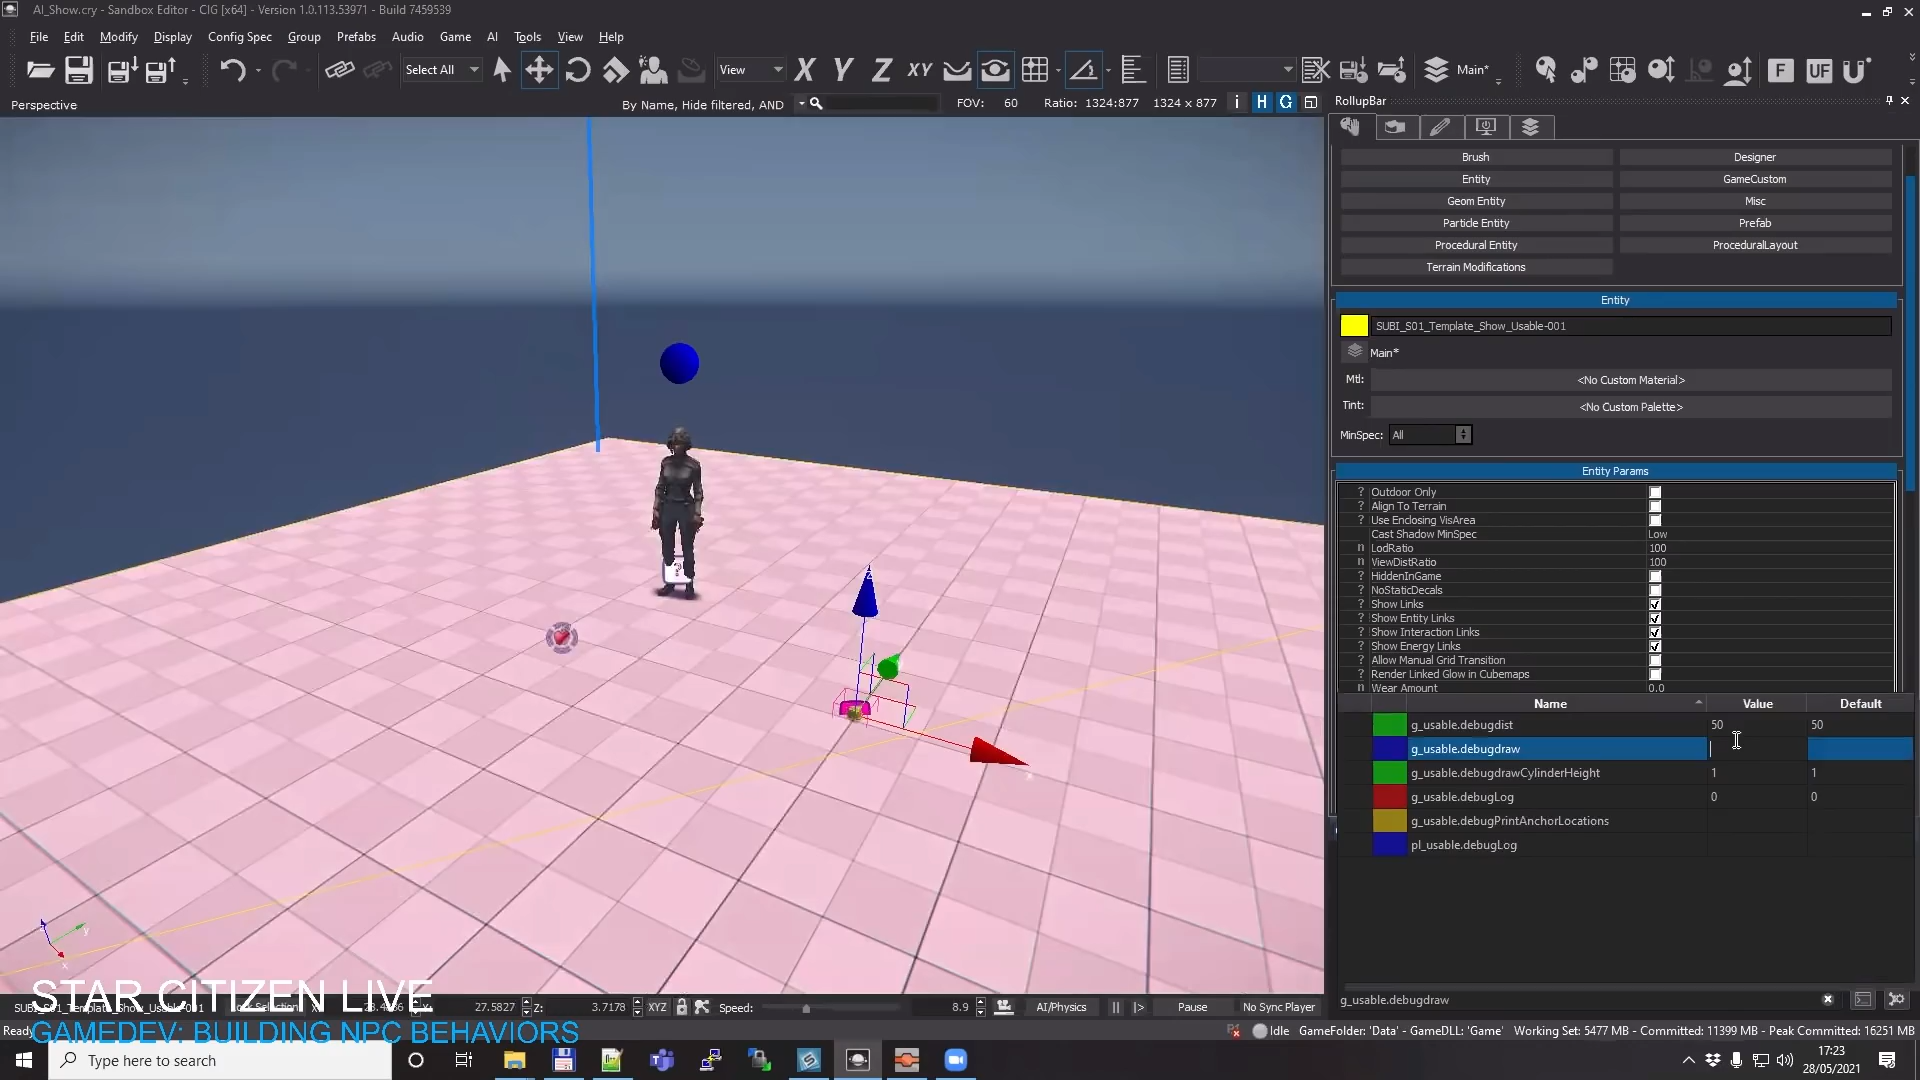 AI_Show.cry - Sandbox Editor - CIG [x64] - Version 1.0.113.53971 - Build 7459539
File Edit Modify Display Config Spec Group Prefabs Audio Game AI Tools View Help
Select All View X Y Z XY Main* F UF U
Perspective By Name, Hide filtered, AND FOV: 60 Ratio: 1324:877 1324 x 877 i H G
RollupBar
Brush Designer
Entity GameCustom
Geom Entity Misc
Particle Entity Prefab
Procedural Entity ProceduralLayout
Terrain Modifications
Entity
SUBI_S01_Template_Show_Usable-001
Main*
Mtl: <No Custom Material>
Tint: <No Custom Palette>
MinSpec: All
Entity Params
? Outdoor Only
? Align To Terrain
? Use Enclosing VisArea
Cast Shadow MinSpec Low
n LodRatio 100
n ViewDistRatio 100
? HiddenInGame
? NoStaticDecals
? Show Links
? Show Entity Links
? Show Interaction Links
? Show Energy Links
? Allow Manual Grid Transition
? Render Linked Glow in Cubemaps
n Wear Amount 0.0
Name Value Default
g_usable.debugdist 50 50
g_usable.debugdraw
g_usable.debugdrawCylinderHeight 1 1
g_usable.debugLog 0 0
g_usable.debugPrintAnchorLocations
pl_usable.debugLog
g_usable.debugdraw
z
x
y
x
STAR CITIZEN LIVE
27.5827 Z: 3.7178 XYZ Speed: 8.9 AI/Physics Pause No Sync Player
GAMEDEV: BUILDING NPC BEHAVIORS
Idle GameFolder: 'Data' - GameDLL: 'Game' Working Set: 5477 MB - Committed: 11399 MB - Peak Committed: 16251 MB
Type here to search
17:23
28/05/2021